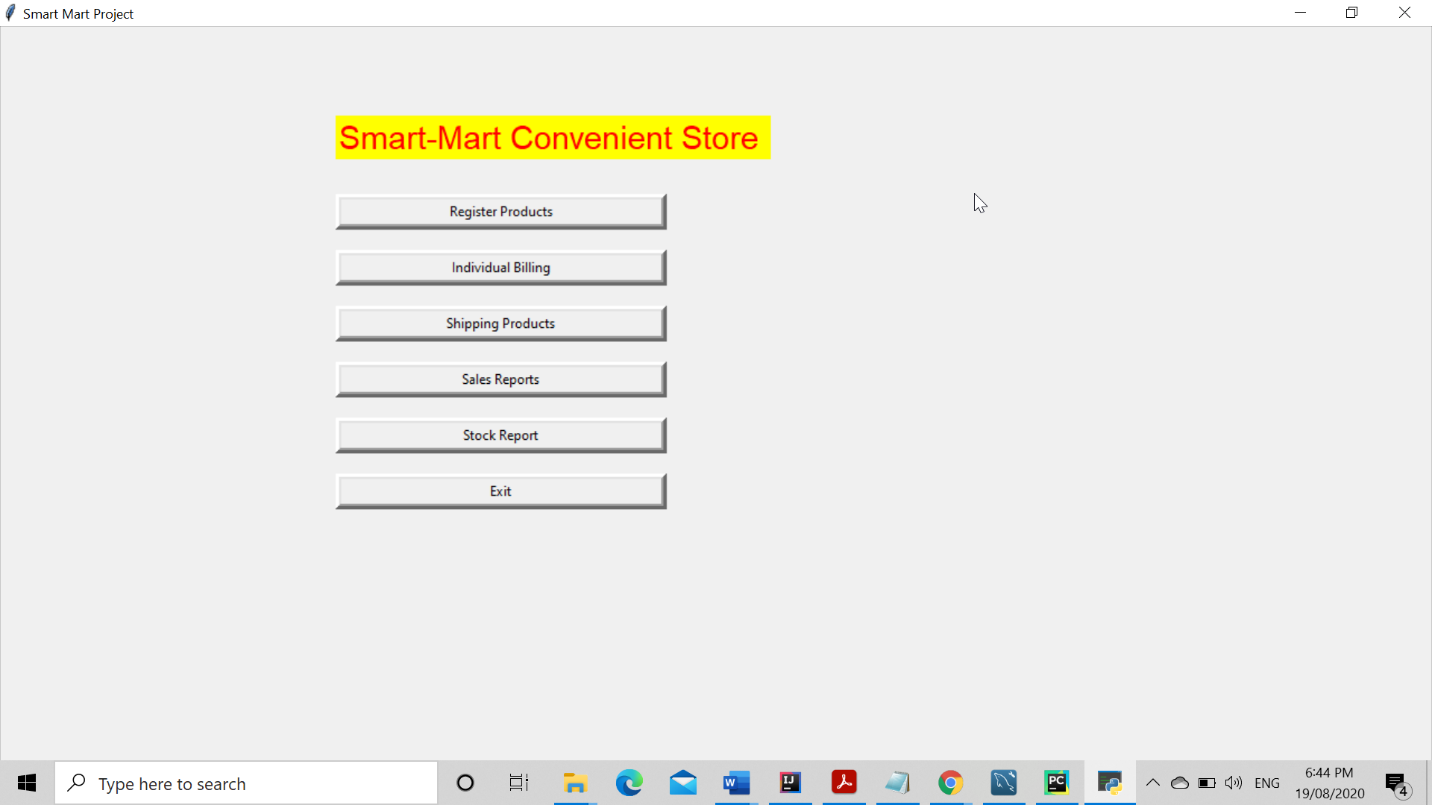 Smart Mart Project
Smart-Mart Convenient Store
Register Products
Individual Billing
Shipping Products
Sales Reports
Stock Report
Exit
Type here to search
W
IJ
PC
ENG
6:44 PM
19/08/2020
4